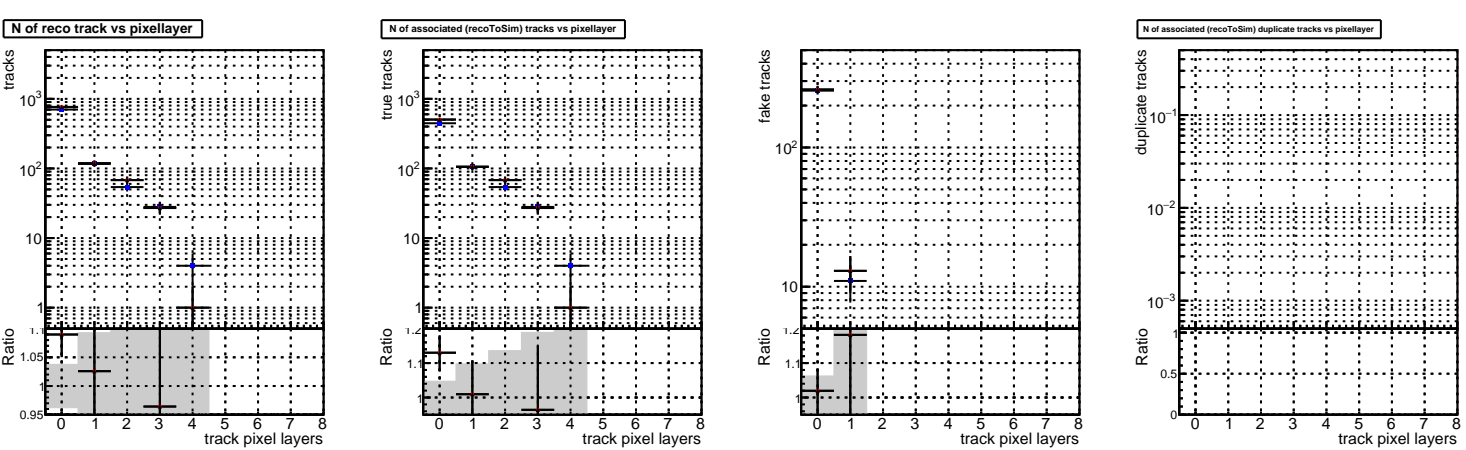 N of reco track vs pixellayer
tracks
10³
10²
10
1
Ratio
1.1
1.05
1
0.95
0 1 2 3 4 5 6 7 8
track pixel layers
N of associated (recoToSim) tracks vs pixellayer
true tracks
10³
10²
10
1
Ratio
1.2
1.1
1
0 1 2 3 4 5 6 7 8
track pixel layers
fake tracks
10²
10
Ratio
1.2
1.1
1
0 1 2 3 4 5 6 7 8
track pixel layers
N of associated (recoToSim) duplicate tracks vs pixellayer
duplicate tracks
10⁻¹
10⁻²
10⁻³
Ratio
1
0.5
0
0 1 2 3 4 5 6 7 8
track pixel layers